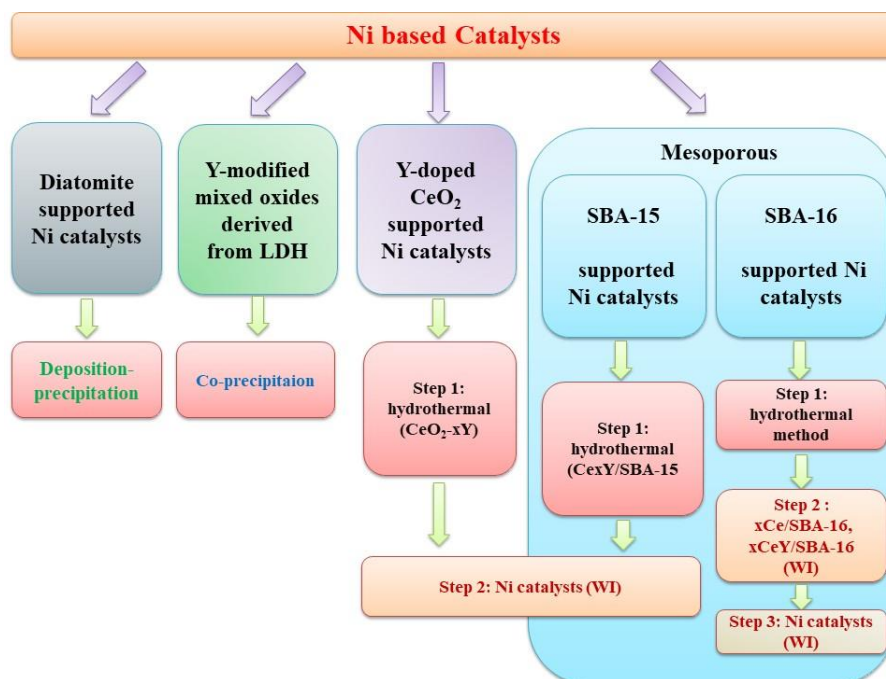 Ni based Catalysts
Diatomite
supported
Ni catalysts
Y-modified
mixed oxides
derived
from LDH
Y-doped
CeO₂
supported
Ni catalysts
Mesoporous
SBA-15
supported
Ni catalysts
SBA-16
supported Ni
catalysts
Deposition-
precipitation
Co-precipitaion
Step 1:
hydrothermal
(CeO₂-xY)
Step 1:
hydrothermal
(CexY/SBA-15
Step 1:
hydrothermal
method
Step 2 :
xCe/SBA-16,
xCeY/SBA-16
(WI)
Step 2: Ni catalysts (WI)
Step 3: Ni catalysts
(WI)